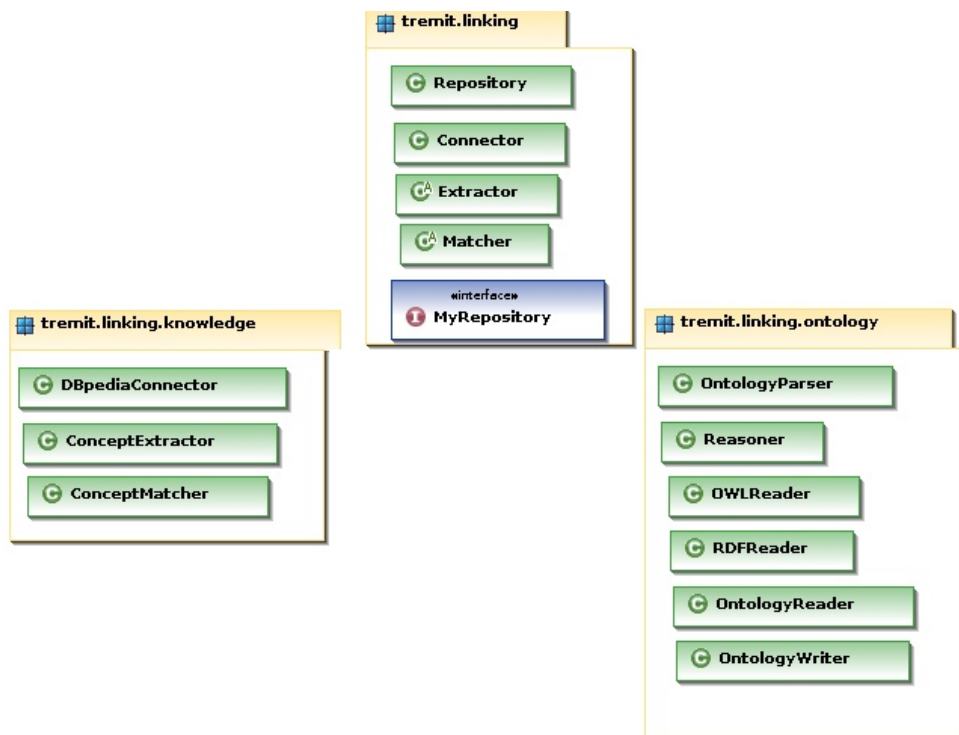 tremit.linking
Repository
Connector
Extractor
Matcher
«interface»
MyRepository
tremit.linking.knowledge
DBpediaConnector
ConceptExtractor
ConceptMatcher
tremit.linking.ontology
OntologyParser
Reasoner
OWLReader
RDFReader
OntologyReader
OntologyWriter